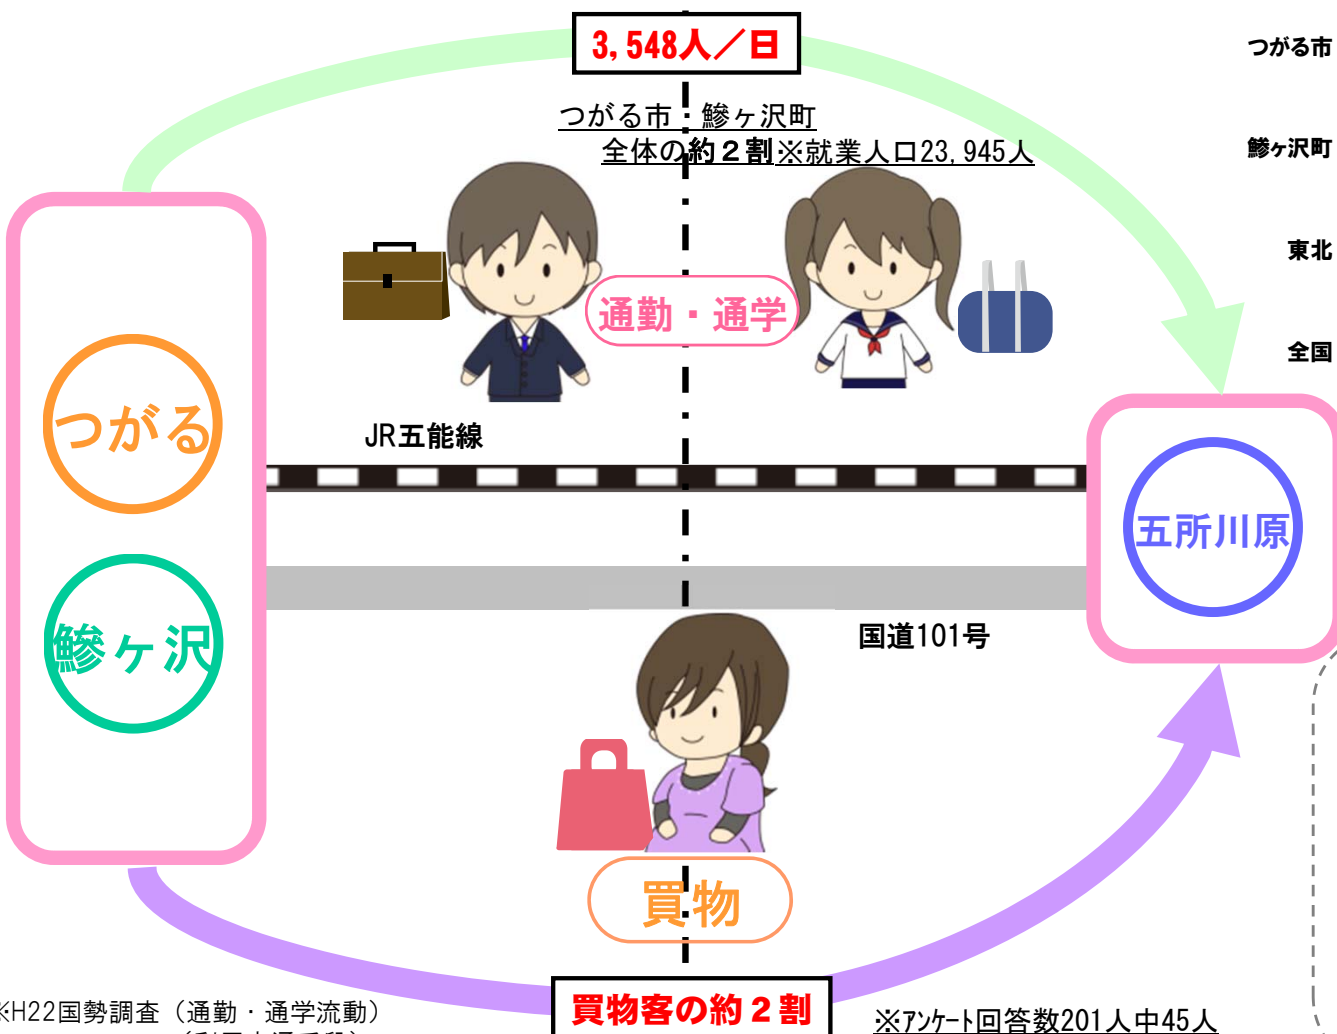 3,548人／日
つがる市・鰺ヶ沢町
全体の約２割※就業人口23,945人
つがる市
鰺ヶ沢町
東北
全国
通勤・通学
JR五能線
つがる
鰺ヶ沢
五所川原
国道101号
買物
買物客の約２割
※ｱﾝｹｰﾄ回答数201人中45人
※H22国勢調査（通勤・通学流動）